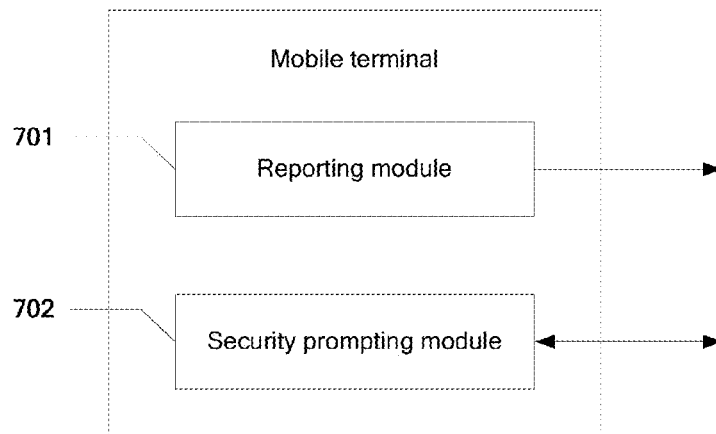 Mobile terminal
701
Reporting module
702
Security prompting module